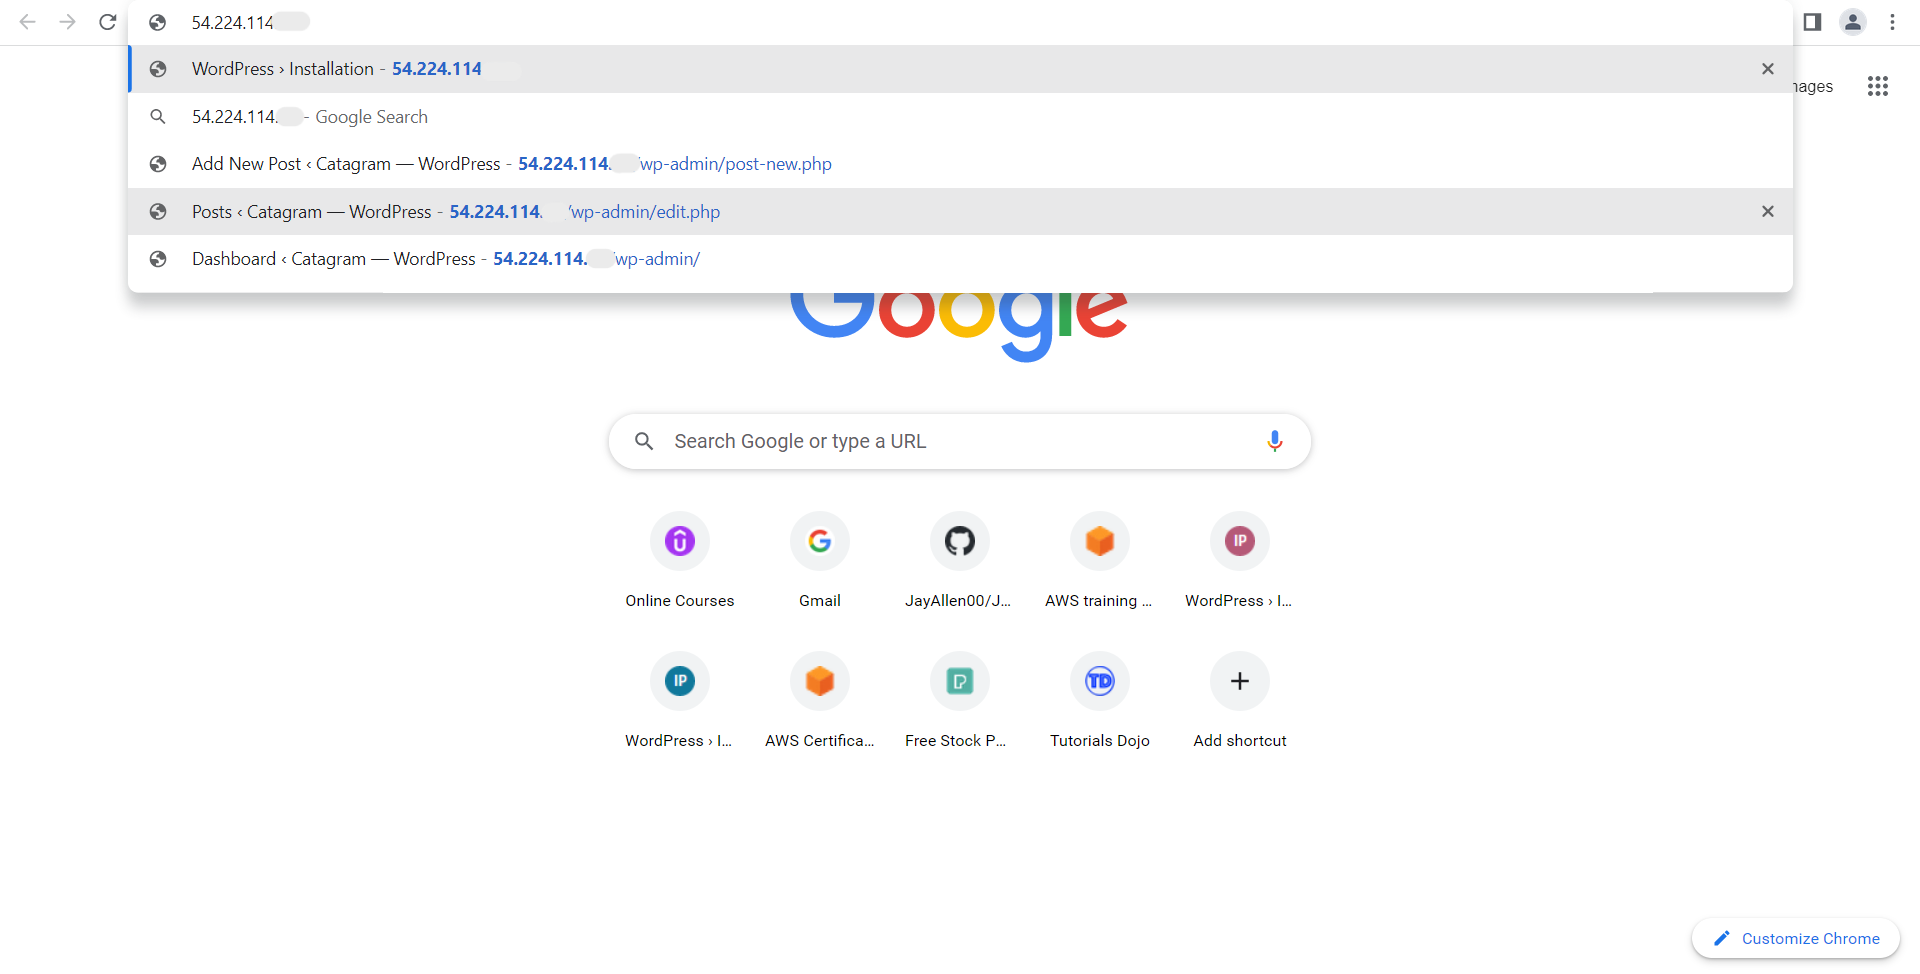 54.224.114
WordPress › Installation - 54.224.114
54.224.114. - Google Search
Add New Post ‹ Catagram — WordPress - 54.224.114. /wp-admin/post-new.php
Posts ‹ Catagram — WordPress - 54.224.114. /wp-admin/edit.php
Dashboard ‹ Catagram — WordPress - 54.224.114. /wp-admin/
Google
Search Google or type a URL
Online Courses
Gmail
JayAllen00/J...
AWS training ...
IP
WordPress › I...
IP
WordPress › I...
AWS Certifica...
Free Stock P...
TD
Tutorials Dojo
Add shortcut
Customize Chrome